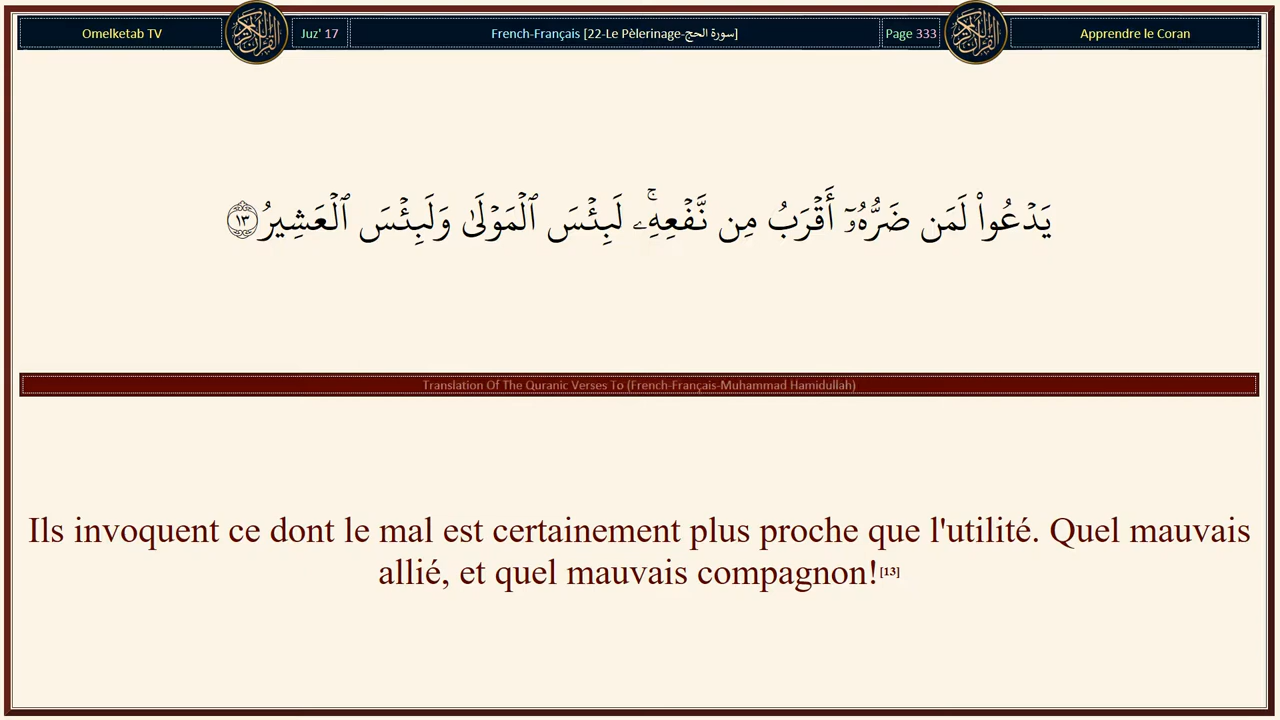 Omelketab TV
Juz' 17
French-Français [22-Le Pèlerinage-سورة الحج]
Page 333
Apprendre le Coran
يَدۡعُواْ لَمَن ضَرُّهُۥٓ أَقۡرَبُ مِن نَّفۡعِهِۦۚ لَبِئۡسَ ٱلۡمَوۡلَىٰ وَلَبِئۡسَ ٱلۡعَشِيرُ ١٣
Translation Of The Quranic Verses To (French-Français-Muhammad Hamidullah)
Ils invoquent ce dont le mal est certainement plus proche que l'utilité. Quel mauvais
allié, et quel mauvais compagnon![13]